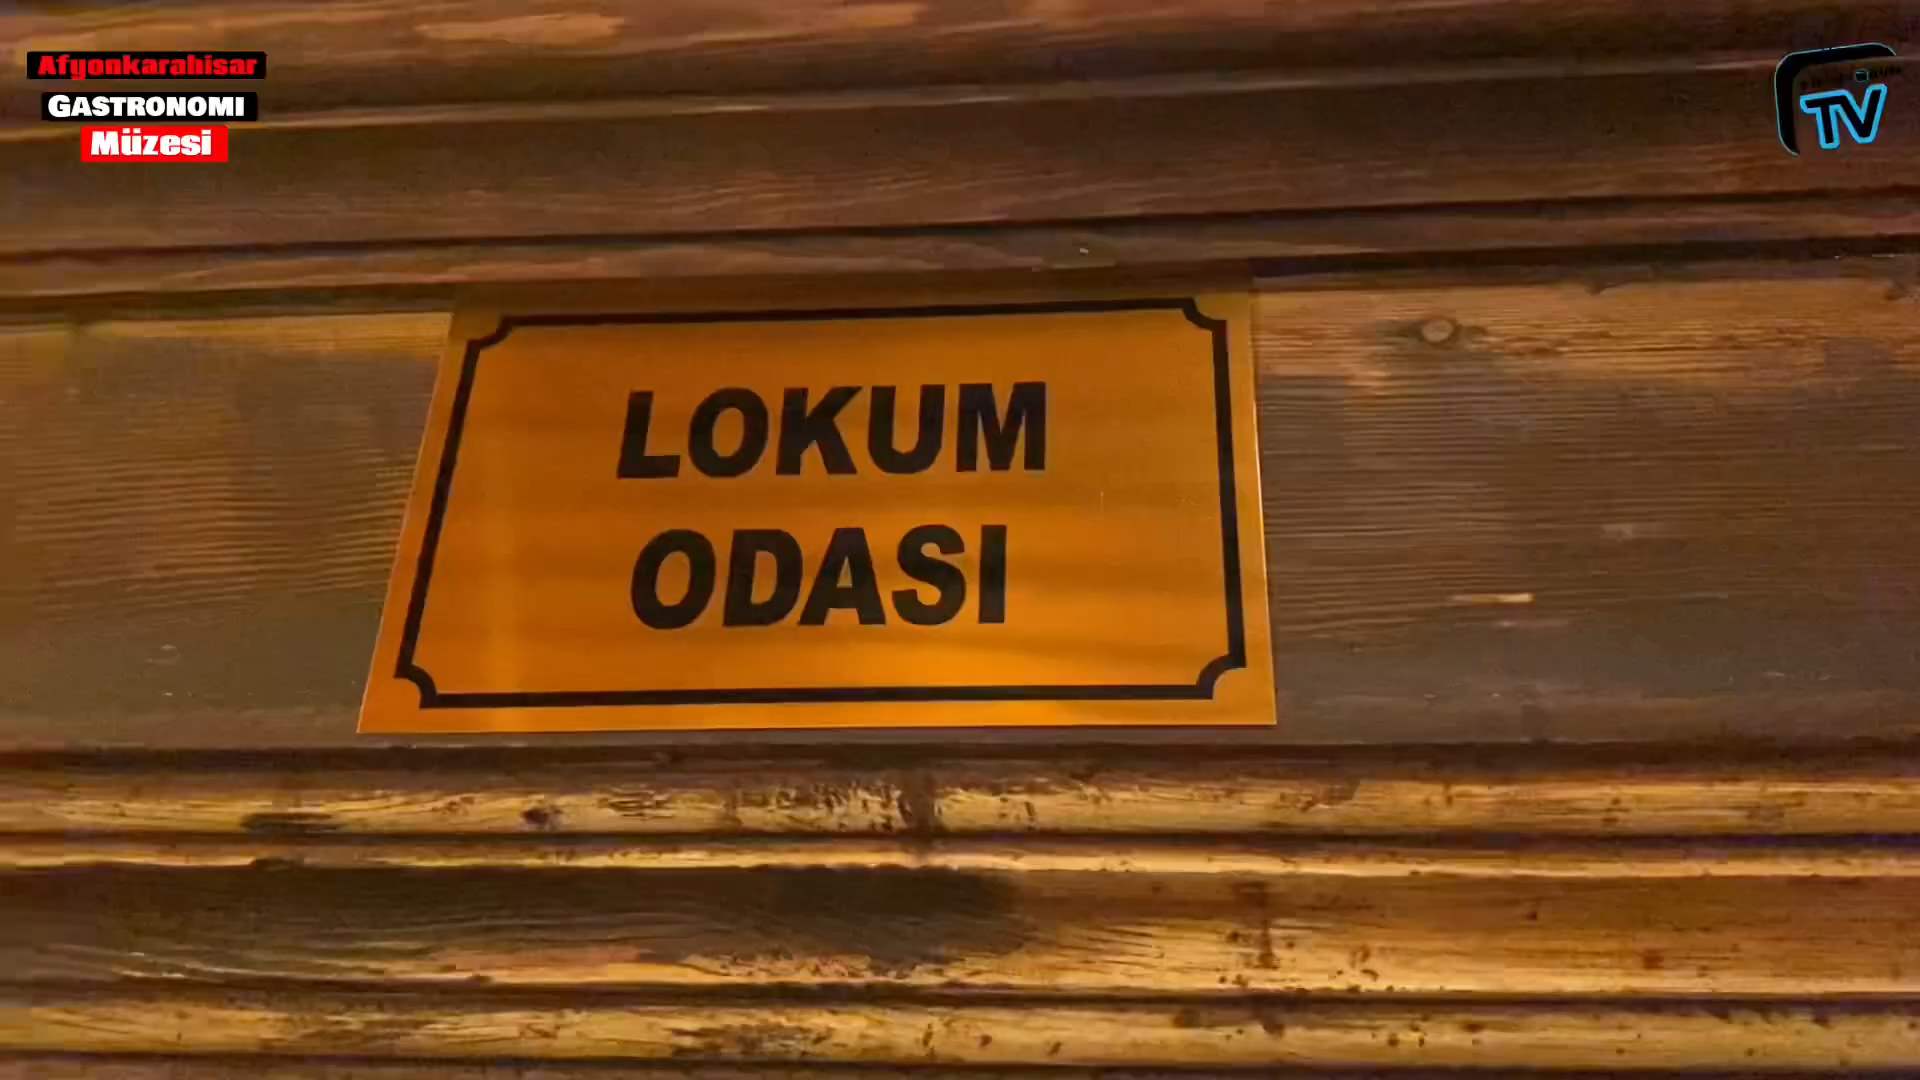 Afyonkarahisar
GASTRONOMI
Müzesi
TV
LOKUM
ODASI